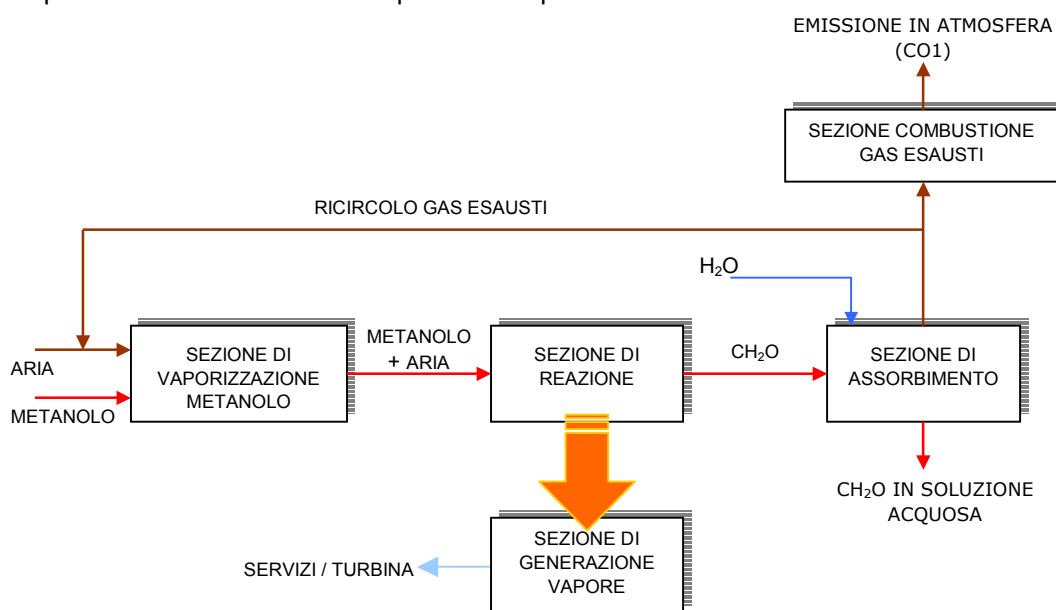 EMISSIONE IN ATMOSFERA
(CO1)
SEZIONE COMBUSTIONE
GAS ESAUSTI
RICIRCOLO GAS ESAUSTI
H₂O
ARIA
METANOLO
SEZIONE DI
VAPORIZZAZIONE
METANOLO
METANOLO
+ ARIA
SEZIONE DI
REAZIONE
CH₂O
SEZIONE DI
ASSORBIMENTO
CH₂O IN SOLUZIONE
ACQUOSA
SERVIZI / TURBINA
SEZIONE DI
GENERAZIONE
VAPORE